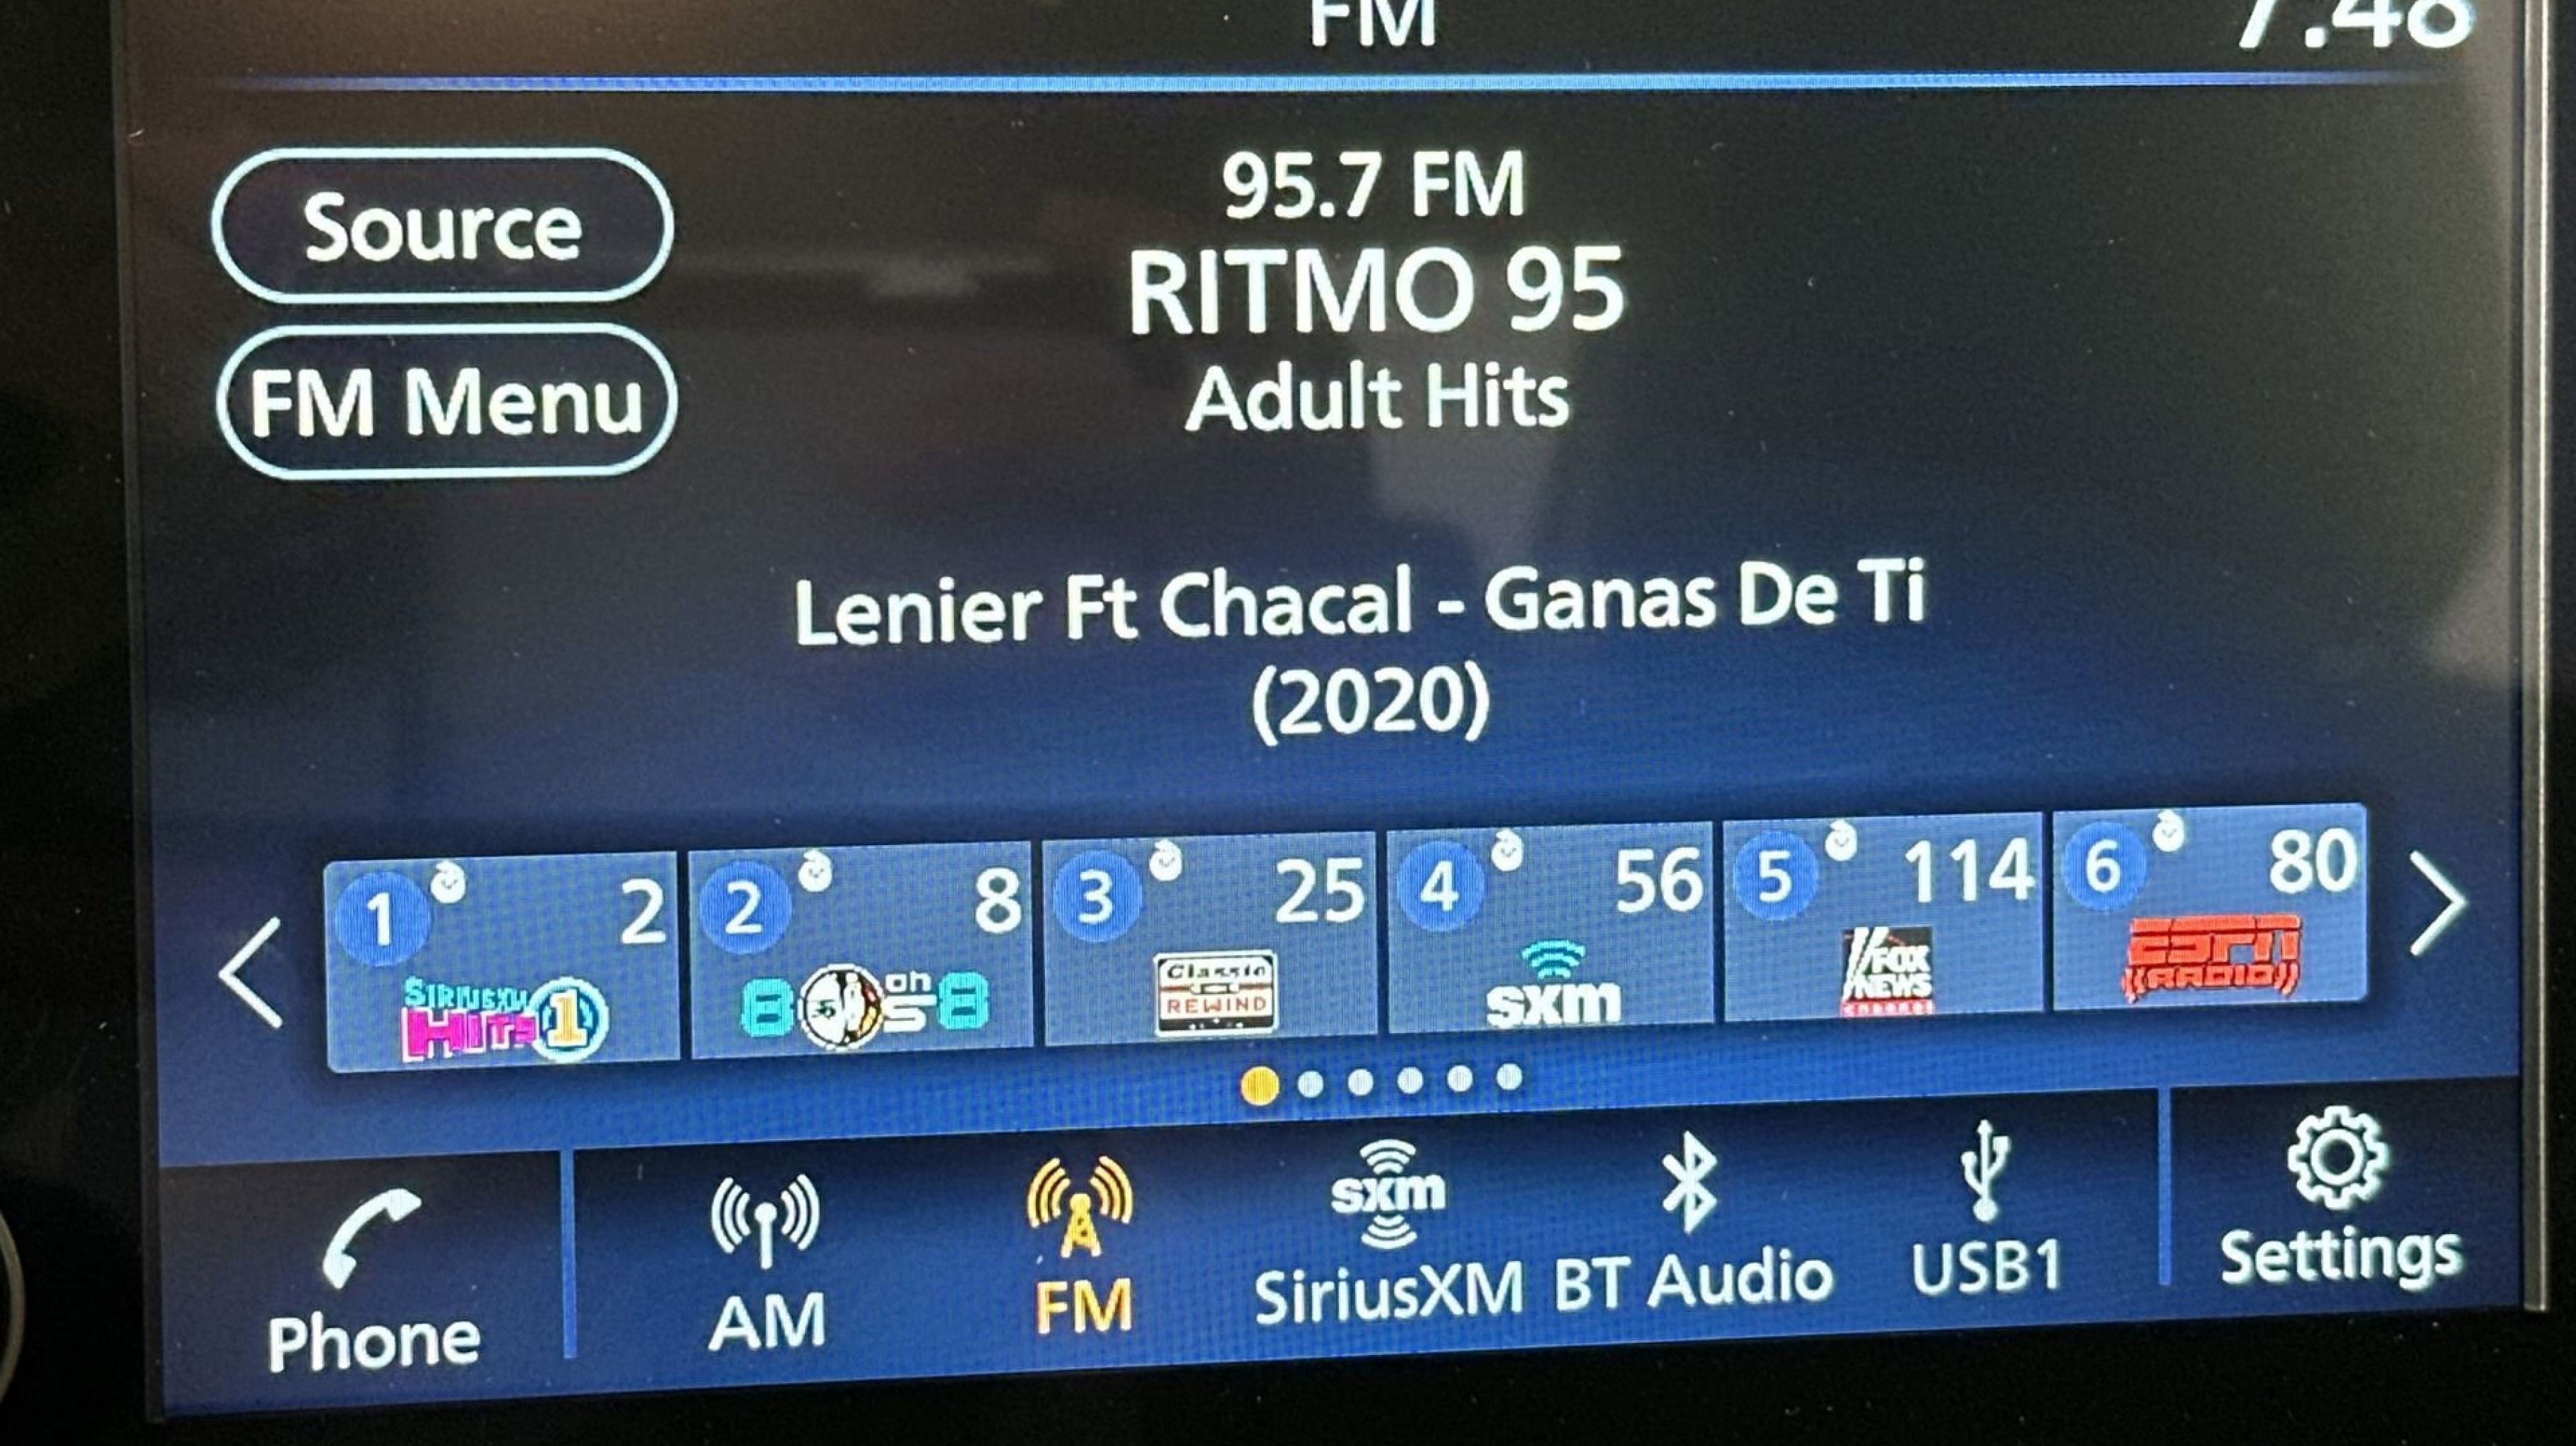 FM
7:48
Source
FM Menu
95.7 FM
RITMO 95
Adult Hits
Lenier Ft Chacal - Ganas De Ti
(2020)
1 2
SIRIUSXM
HITS 1
2 8
80s on 8
3 25
Classic
REWIND
4 56
sxm
5 114
FOX
NEWS
channel
6 80
ESPN
RADIO
Phone
AM
FM
sxm
SiriusXM
BT Audio
USB1
Settings